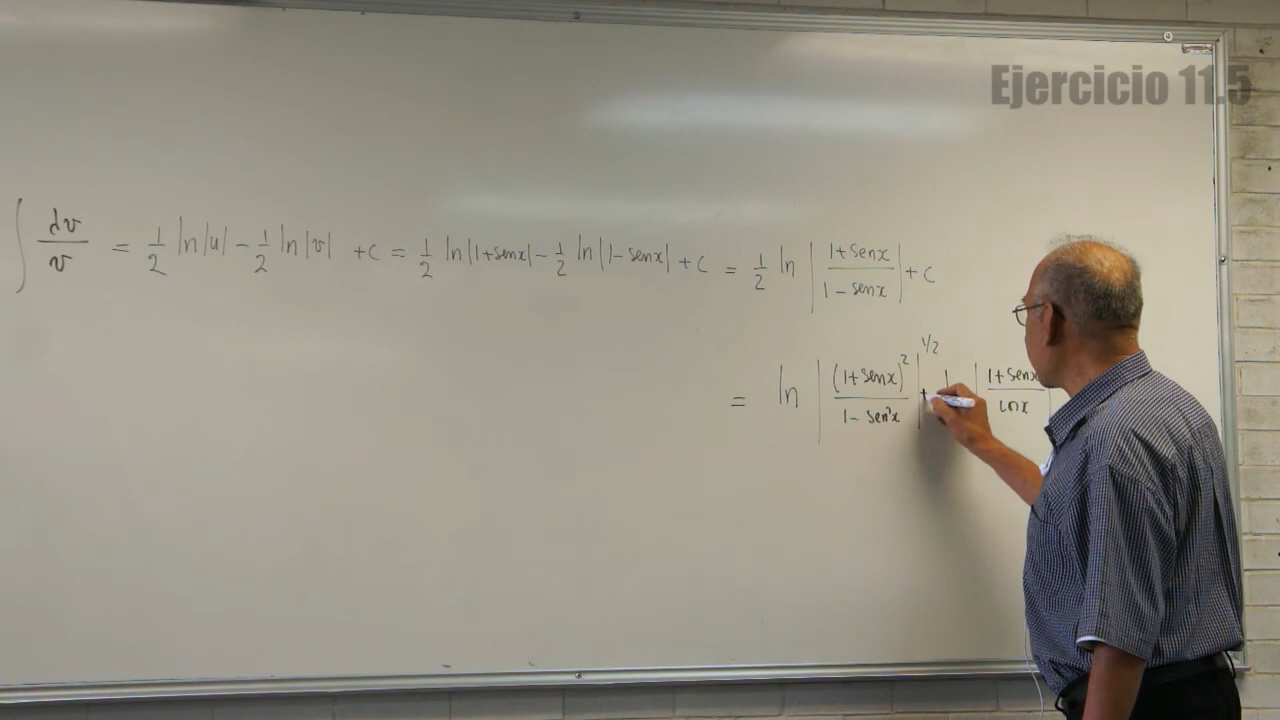 Ejercicio 11.5
∫ dv/v = 1/2 ln|u| - 1/2 ln|v| + c = 1/2 ln|1+senx| - 1/2 ln|1-senx| + c = 1/2 ln |(1+senx)/(1-senx)| + c
= ln |(1+senx)²/(1-sen²x)|^1/2 + | (1+senx)/cosx |